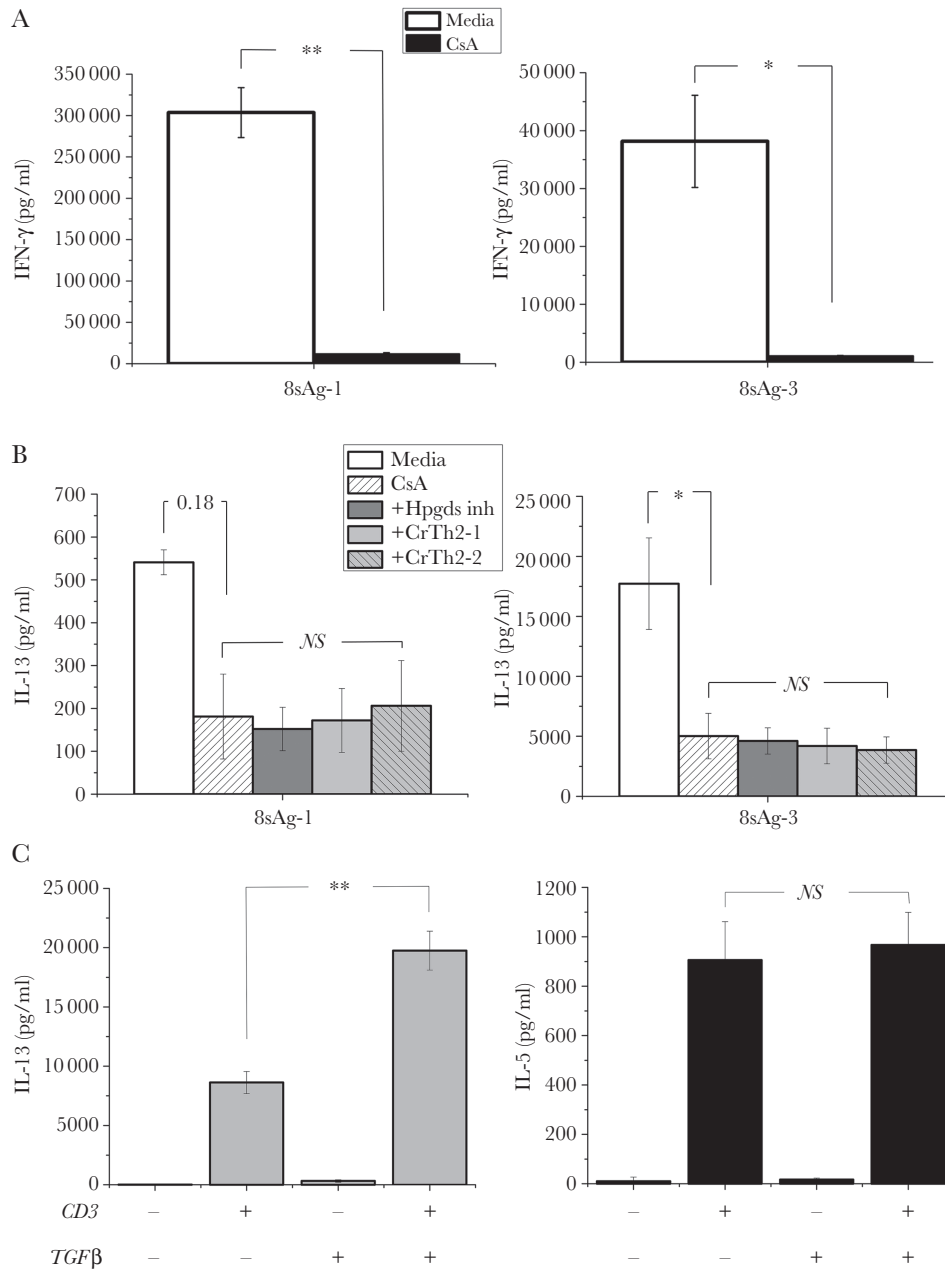 A
Media
CsA
**
350 000
300 000
250 000
200 000
150 000
100 000
50 000
0
IFN-γ (pg/ml)
8sAg-1
*
50 000
40 000
30 000
20 000
10 000
0
IFN-γ (pg/ml)
8sAg-3
B
Media
CsA
+Hpgds inh
+CrTh2-1
+CrTh2-2
0.18
NS
700
600
500
400
300
200
100
0
IL-13 (pg/ml)
8sAg-1
*
NS
25 000
20 000
15 000
10 000
5000
0
IL-13 (pg/ml)
8sAg-3
C
**
25 000
20 000
15 000
10 000
5000
0
IL-13 (pg/ml)
NS
1200
1000
800
600
400
200
0
IL-5 (pg/ml)
CD3 – + – + – + – +
TGFβ – – + + – – + +